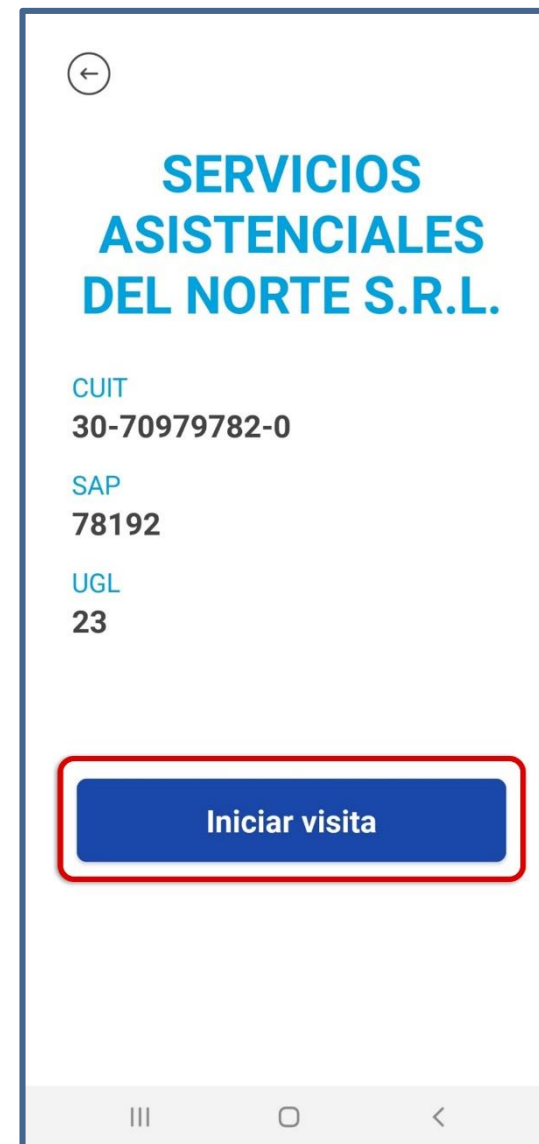 SERVICIOS
ASISTENCIALES
DEL NORTE S.R.L.
CUIT
30-70979782-0
SAP
78192
UGL
23
Iniciar visita